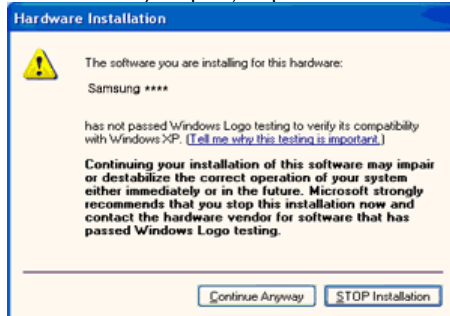 Hardware Installation
The software you are installing for this hardware:
Samsung ****
has not passed Windows Logo testing to verify its compatibility
with Windows XP. (Tell me why this testing is important.)
Continuing your installation of this software may impair
or destabilize the correct operation of your system
either immediately or in the future. Microsoft strongly
recommends that you stop this installation now and
contact the hardware vendor for software that has
passed Windows Logo testing.
Continue Anyway STOP Installation